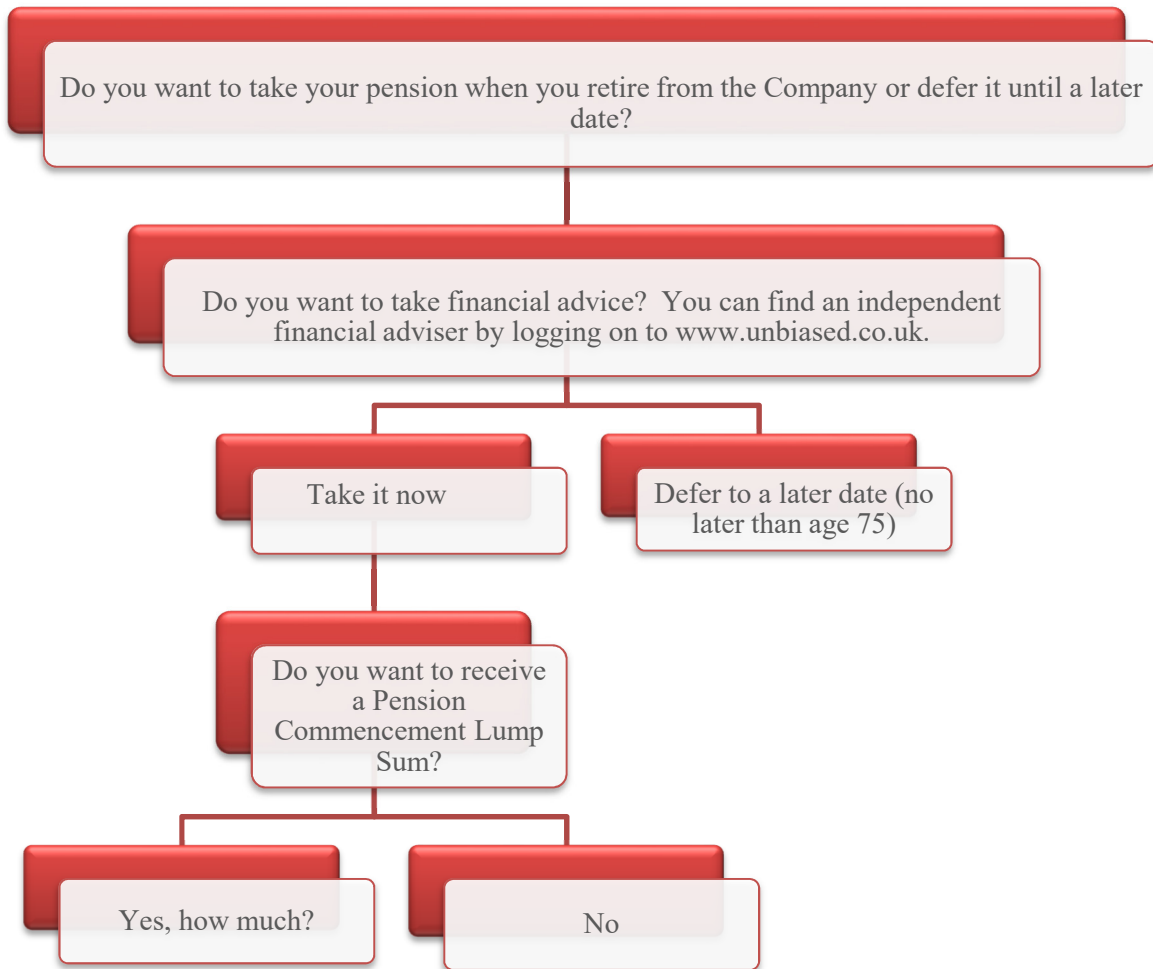 Do you want to take your pension when you retire from the Company or defer it until a later
date?
Do you want to take financial advice?  You can find an independent
financial adviser by logging on to www.unbiased.co.uk.
Take it now
Defer to a later date (no
later than age 75)
Do you want to receive
a Pension
Commencement Lump
Sum?
Yes, how much?
No